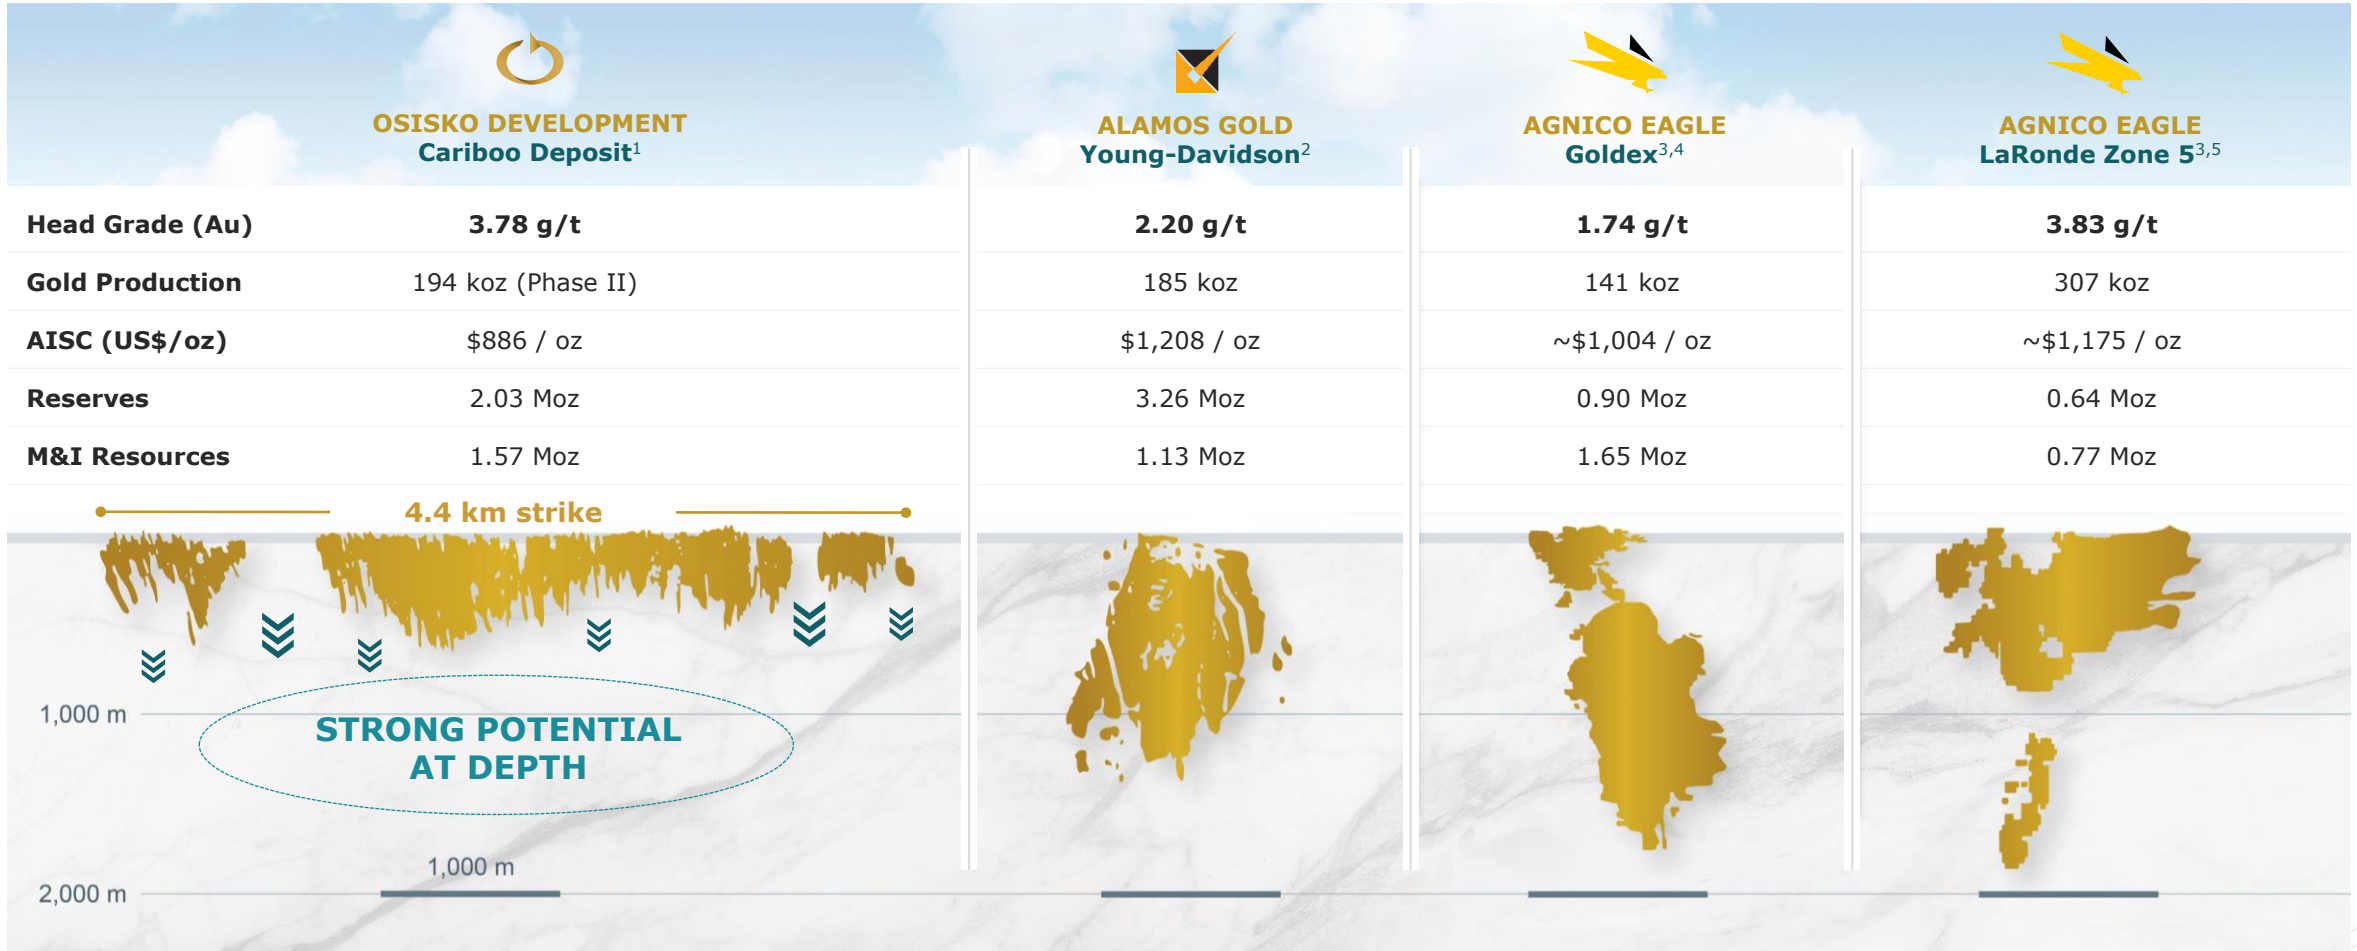 OSISKO DEVELOPMENT
Cariboo Deposit1
ALAMOS GOLD
Young-Davidson2
AGNICO EAGLE
Goldex3,4
AGNICO EAGLE
LaRonde Zone 53,5
Head Grade (Au) 3.78 g/t 2.20 g/t 1.74 g/t 3.83 g/t
Gold Production 194 koz (Phase II) 185 koz 141 koz 307 koz
AISC (US$/oz) $886 / oz $1,208 / oz ~$1,004 / oz ~$1,175 / oz
Reserves 2.03 Moz 3.26 Moz 0.90 Moz 0.64 Moz
M&I Resources 1.57 Moz 1.13 Moz 1.65 Moz 0.77 Moz
4.4 km strike
1,000 m
STRONG POTENTIAL
AT DEPTH
1,000 m
2,000 m